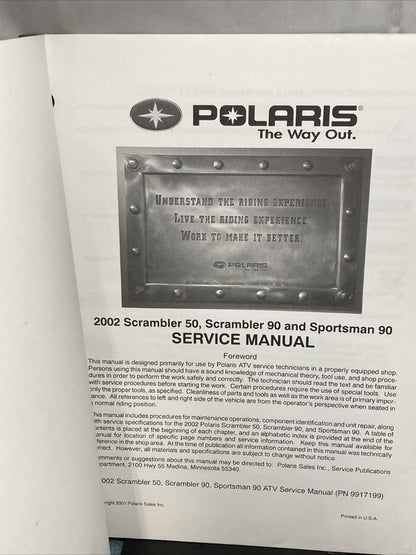 POLARIS®
The Way Out.
UNDERSTAND THE RIDING EXPERIENCE.
LIVE THE RIDING EXPERIENCE.
WORK TO MAKE IT BETTER.
POLARIS
2002 Scrambler 50, Scrambler 90 and Sportsman 90
SERVICE MANUAL
Foreword
This manual is designed primarily for use by Polaris ATV service technicians in a properly equipped shop.
Persons using this manual should have a sound knowledge of mechanical theory, tool use, and shop proce-
dures in order to perform the work safely and correctly. The technician should read the text and be familiar
with service procedures before starting the work. Certain procedures require the use of special tools. Use
only the proper tools, as specified. Cleanliness of parts and tools as well as the work area is of primary impor-
ance. All references to left and right side of the vehicle are from the operator's perspective when seated in
normal riding position.
This manual includes procedures for maintenance operations, component identification and unit repair, along
with service specifications for the 2002 Polaris Scrambler 50, Scrambler 90, and Sportsman 90. A table of
ontents is placed at the beginning of each chapter, and an alphabetic index is provided at the end of the
anual for location of specific page numbers and service information. Keep this manual available for
ference in the shop area. At the time of publication all information contained in this manual was technically
rrect. However, all materials and specifications are subject to change without notice.
omments or suggestions about this manual may be directed to: Polaris Sales Inc., Service Publications
epartment, 2100 Hwy 55 Medina, Minnesota 55340.
002 Scrambler 50, Scrambler 90, Sportsman 90 ATV Service Manual (PN 9917199)
yright 2001 Polaris Sales Inc.
Printed in U.S.A.